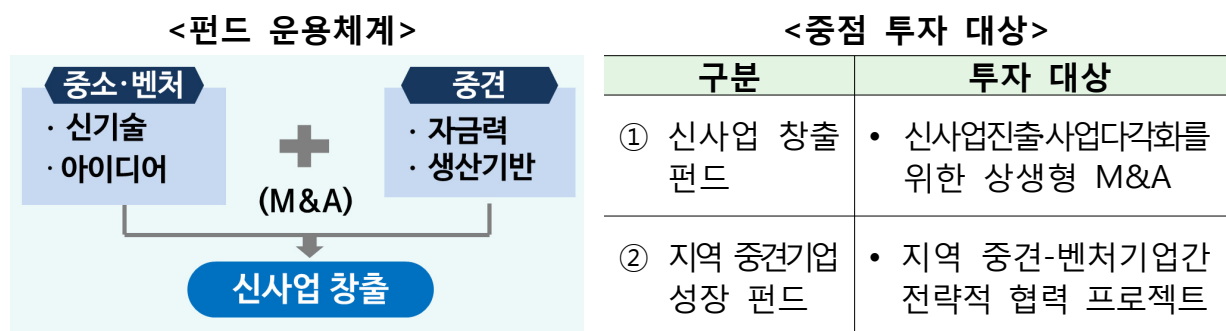 <펀드 운용체계>
중소·벤처
· 신기술
· 아이디어
+
(M&A)
중견
· 자금력
· 생산기반
신사업 창출
<중점 투자 대상>
구분
투자 대상
① 신사업 창출
펀드
• 신사업진출·사업다각화를
위한 상생형 M&A
② 지역 중견기업
성장 펀드
• 지역 중견-벤처기업간
전략적 협력 프로젝트